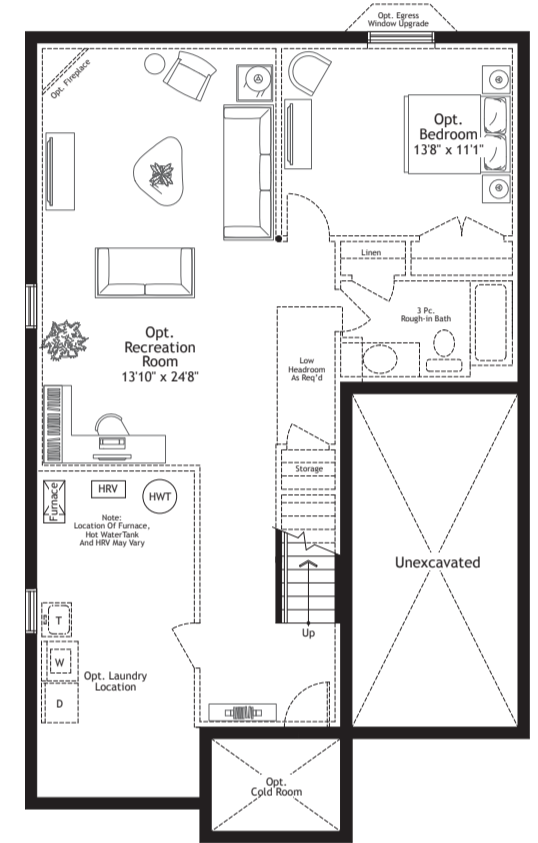 Opt. Egress
Window Upgrade
Opt. Fireplace
Opt.
Bedroom
13'8" x 11'1"
Linen
3 Pc.
Rough-in Bath
Opt.
Recreation
Room
13'10" x 24'8"
Low
Headroom
As Req'd
Storage
Furnace
HRV
HWT
Note:
Location Of Furnace,
Hot WaterTank
And HRV May Vary
Unexcavated
T
W
D
Opt. Laundry
Location
Up
Opt.
Cold Room